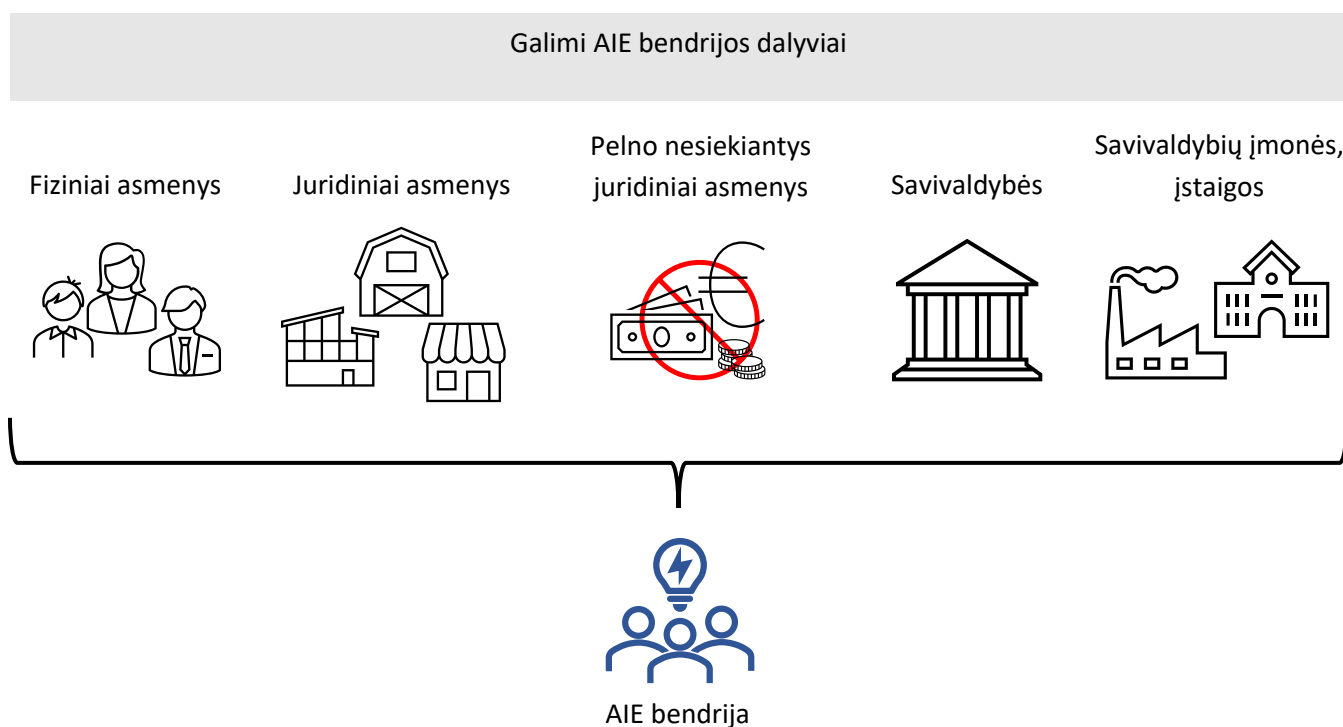 Galimi AIE bendrijos dalyviai
Fiziniai asmenys
Juridiniai asmenys
Pelno nesiekiantys
juridiniai asmenys
Savivaldybės
Savivaldybių įmonės,
įstaigos
AIE bendrija